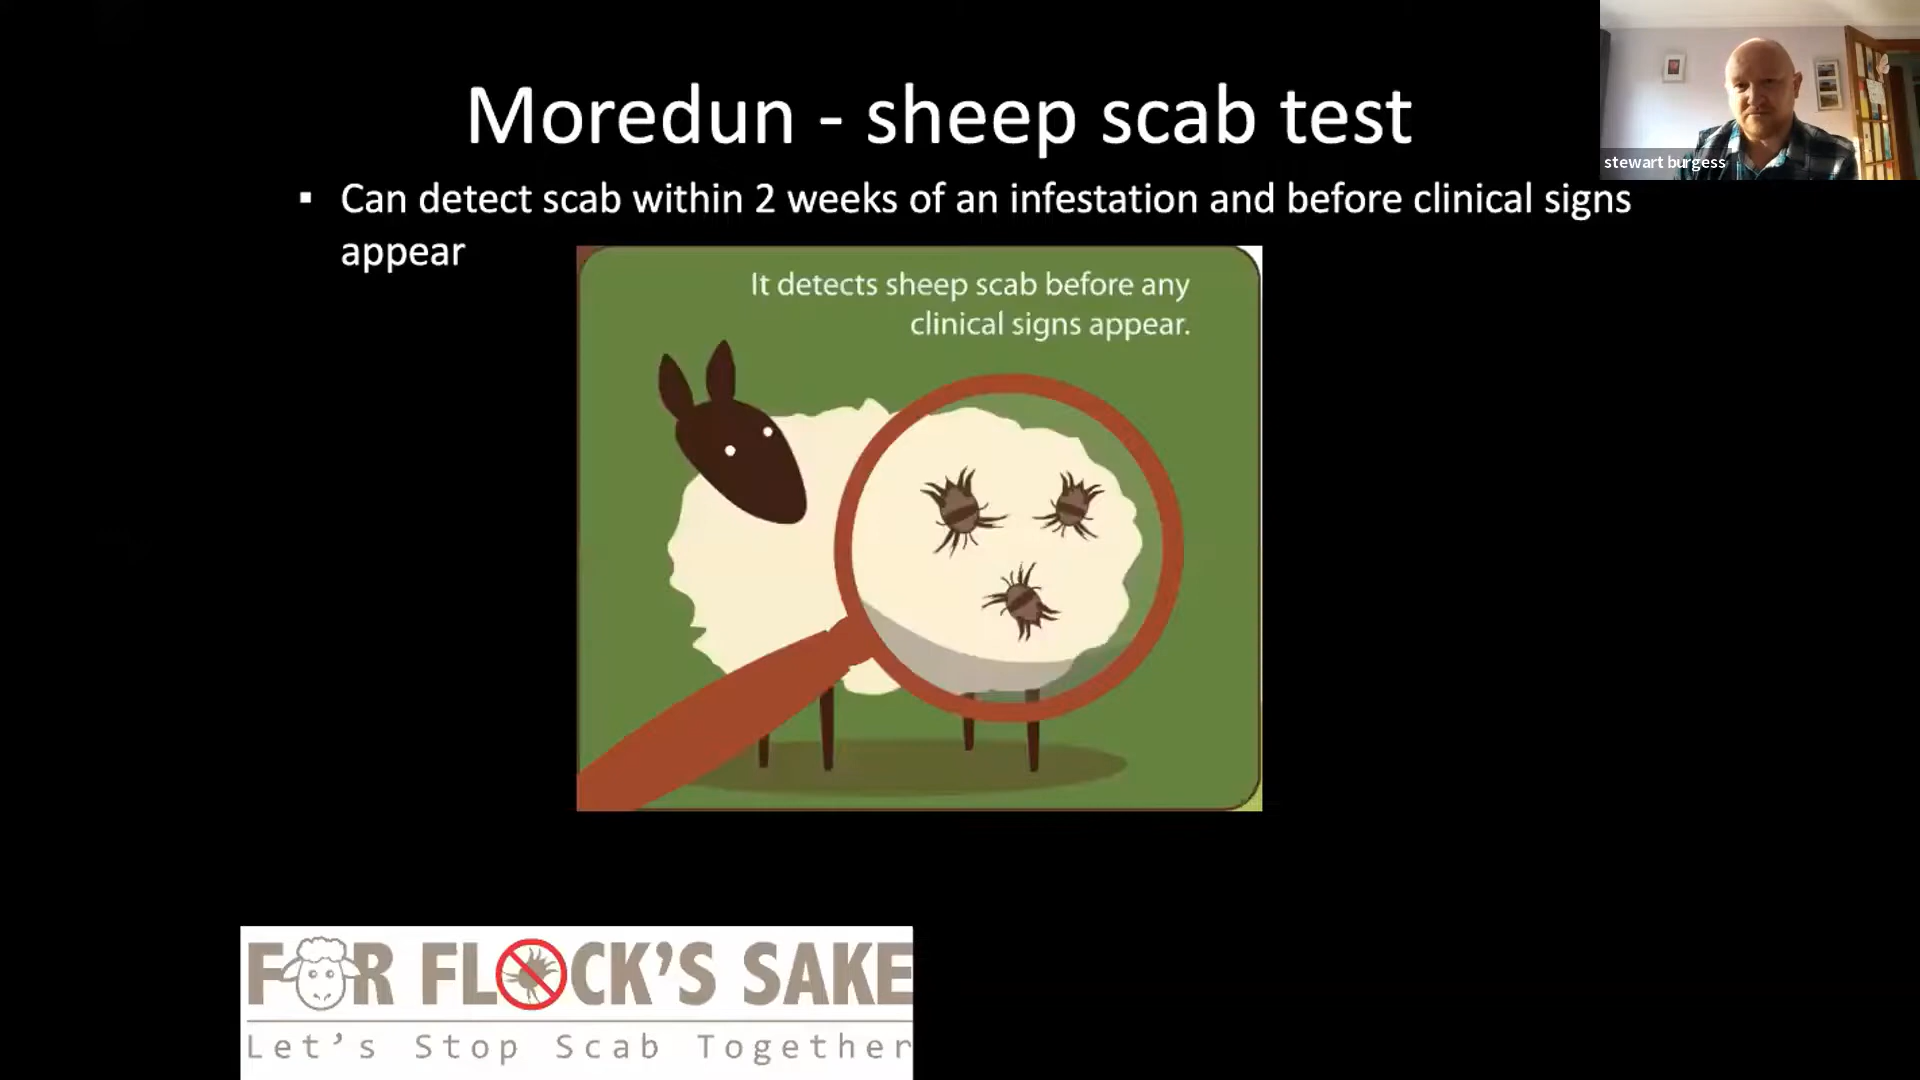 Moredun - sheep scab test
stewart burgess
▪ Can detect scab within 2 weeks of an infestation and before clinical signs
appear
It detects sheep scab before any
clinical signs appear.
FOR FLOCK'S SAKE
Let's Stop Scab Together